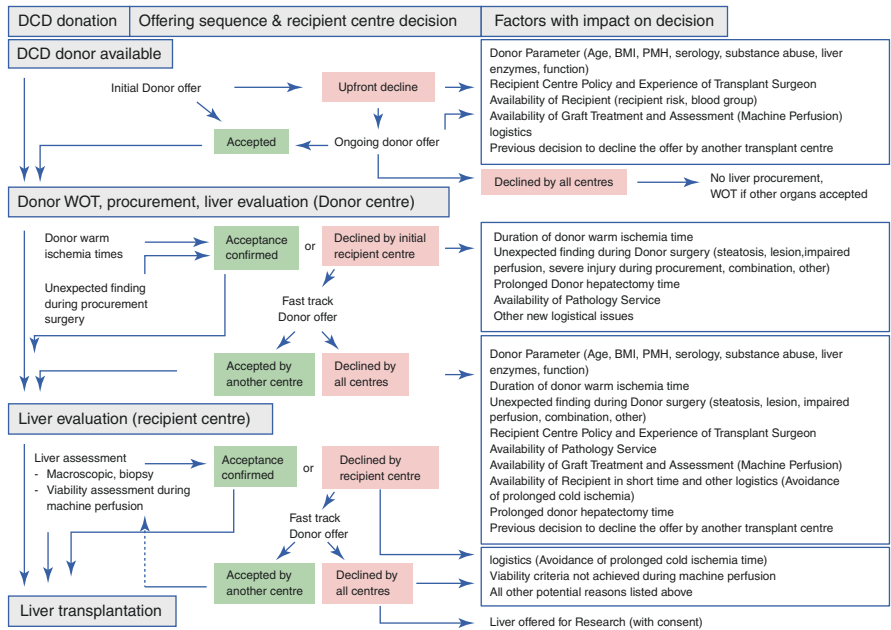 DCD donation
Offering sequence & recipient centre decision
Factors with impact on decision
DCD donor available
Initial Donor offer
Upfront decline
Accepted
Ongoing donor offer
Donor Parameter (Age, BMI, PMH, serology, substance abuse, liver
enzymes, function)
Recipient Centre Policy and Experience of Transplant Surgeon
Availability of Recipient (recipient risk, blood group)
Availability of Graft Treatment and Assessment (Machine Perfusion)
logistics
Previous decision to decline the offer by another transplant centre
Declined by all centres
No liver procurement,
WOT if other organs accepted
Donor WOT, procurement, liver evaluation (Donor centre)
Donor warm
ischemia times
Unexpected finding
during procurement
surgery
Acceptance
confirmed
or
Declined by initial
recipient centre
Fast track
Donor offer
Accepted by
another centre
Declined by
all centres
Duration of donor warm ischemia time
Unexpected finding during Donor surgery (steatosis, lesion,impaired
perfusion, severe injury during procurement, combination, other)
Prolonged Donor hepatectomy time
Availability of Pathology Service
Other new logistical issues
Donor Parameter (Age, BMI, PMH, serology, substance abuse, liver
enzymes, function)
Duration of donor warm ischemia time
Unexpected finding during Donor surgery (steatosis, lesion, impaired
perfusion, combination, other)
Recipient Centre Policy and Experience of Transplant Surgeon
Availability of Pathology Service
Availability of Graft Treatment and Assessment (Machine Perfusion)
Availability of Recipient in short time and other logistics (Avoidance
of prolonged cold ischemia)
Prolonged donor hepatectomy time
Previous decision to decline the offer by another transplant centre
Liver evaluation (recipient centre)
Liver assessment
- Macroscopic, biopsy
- Viability assessment during
machine perfusion
Acceptance
confirmed
or
Declined by
recipient centre
Fast track
Donor offer
Accepted by
another centre
Declined by
all centres
logistics (Avoidance of prolonged cold ischemia time)
Viability criteria not achieved during machine perfusion
All other potential reasons listed above
Liver transplantation
Liver offered for Research (with consent)